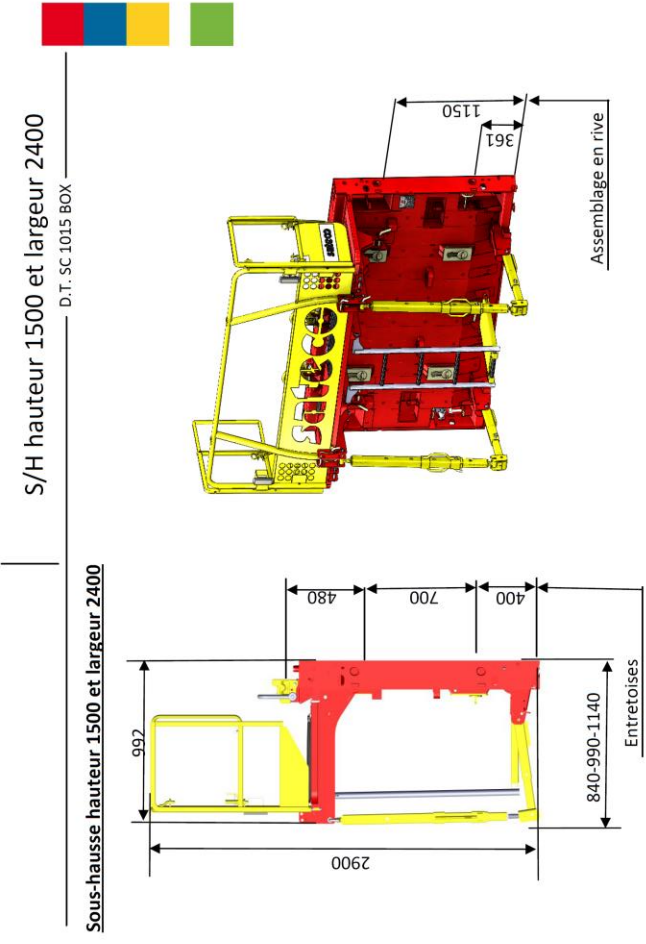 S/H hauteur 1500 et largeur 2400
D.T. SC 1015 BOX
Sous-hausse hauteur 1500 et largeur 2400
992
2900
480
700
400
840-990-1140
Entretoises
sateco
1150
361
Assemblage en rive